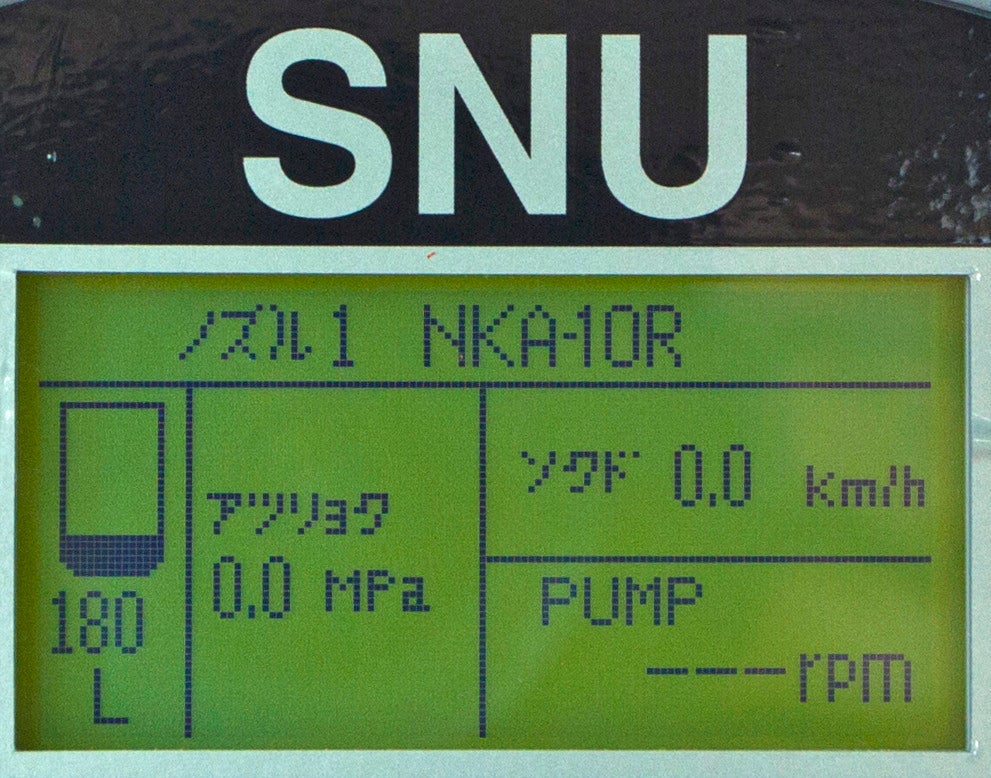 SNU
ノズル1 NKA-10R
180
L
アツリョク
0.0 MPa
ソクド 0.0 Km/h
PUMP
---rpm